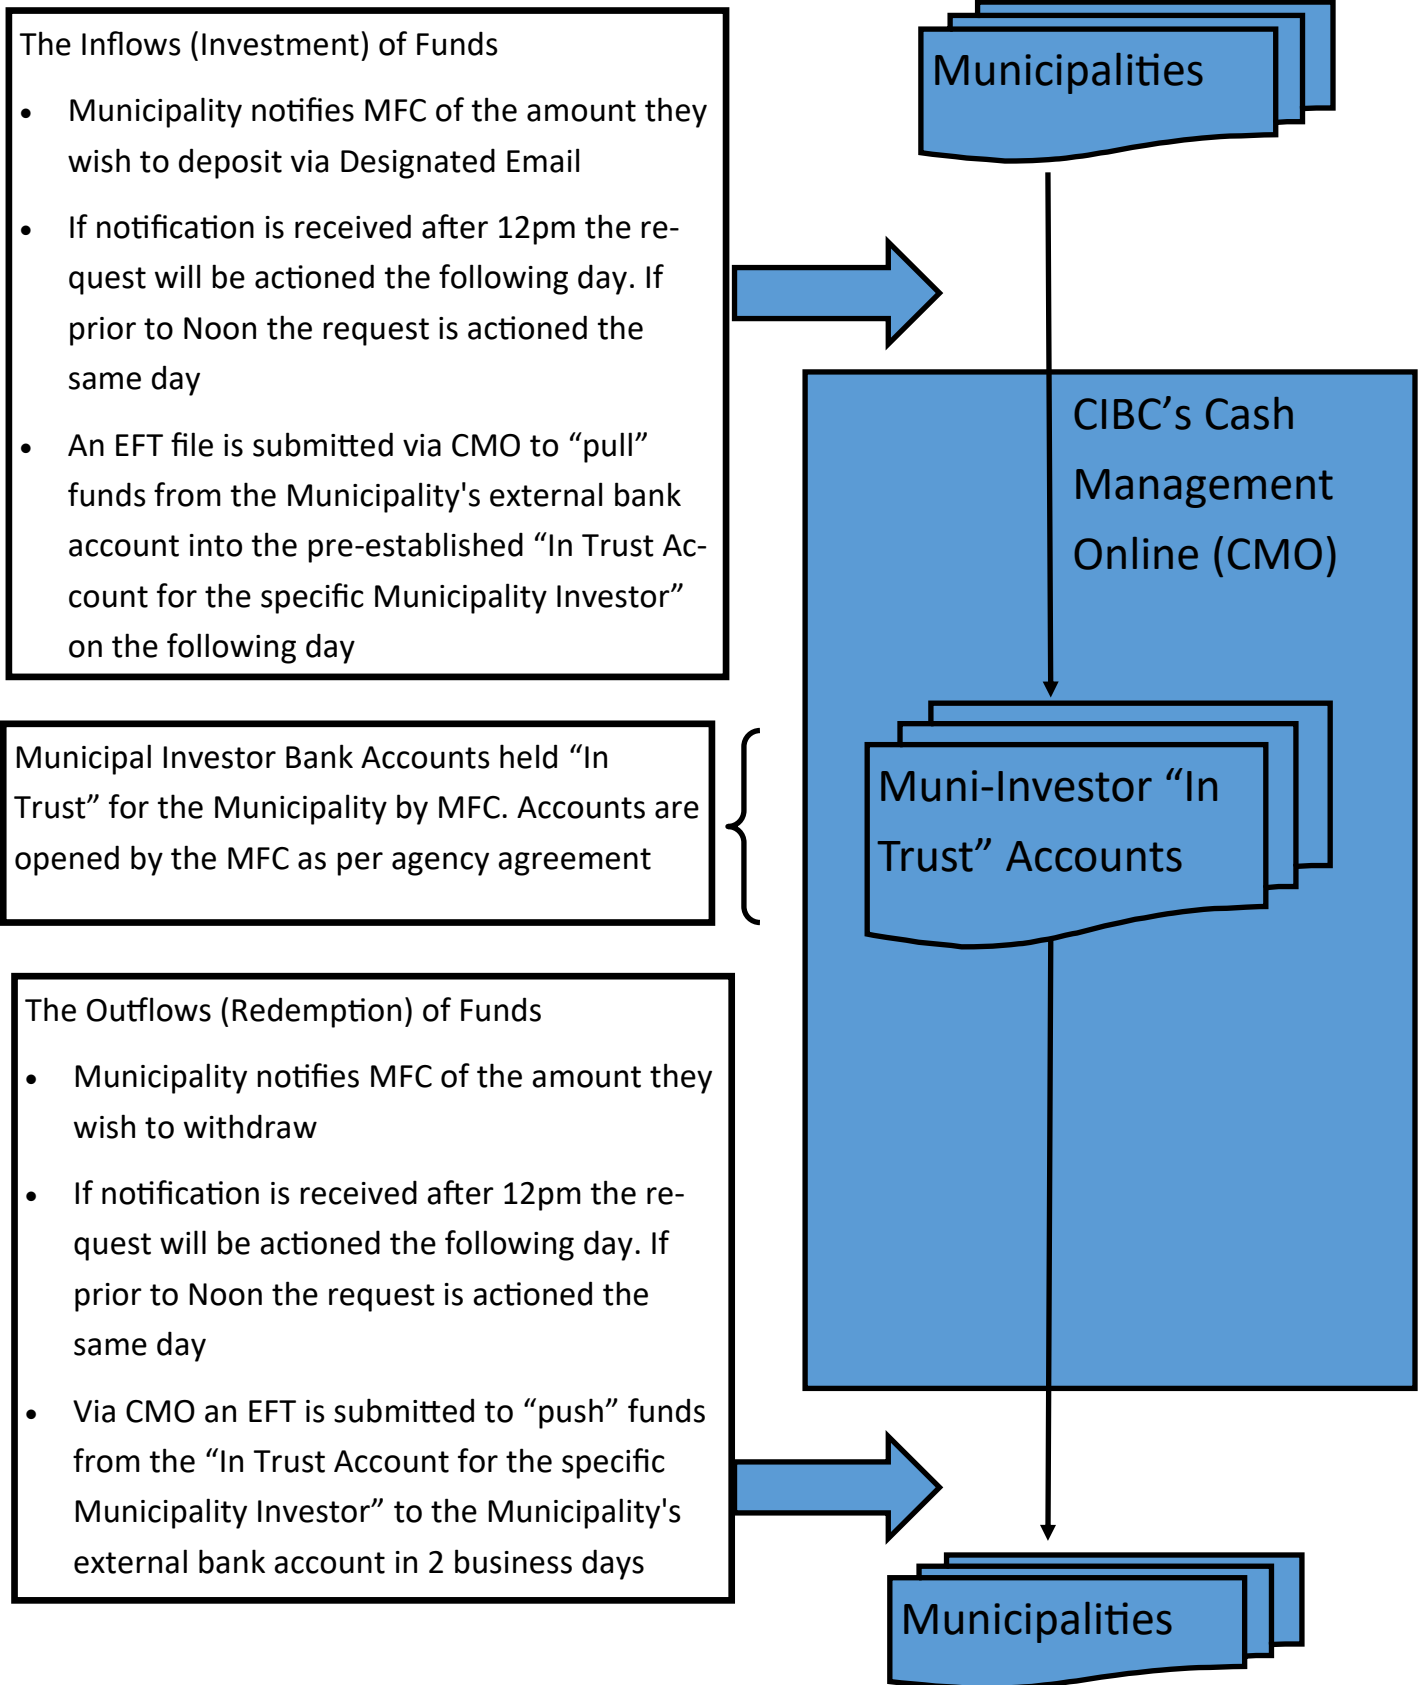 The Inflows (Investment) of Funds
• Municipality notifies MFC of the amount they
wish to deposit via Designated Email
• If notification is received after 12pm the re-
quest will be actioned the following day. If
prior to Noon the request is actioned the
same day
• An EFT file is submitted via CMO to “pull”
funds from the Municipality's external bank
account into the pre-established “In Trust Ac-
count for the specific Municipality Investor”
on the following day
Municipalities
CIBC’s Cash
Management
Online (CMO)
Municipal Investor Bank Accounts held “In
Trust” for the Municipality by MFC. Accounts are
opened by the MFC as per agency agreement
Muni-Investor “In
Trust” Accounts
The Outflows (Redemption) of Funds
• Municipality notifies MFC of the amount they
wish to withdraw
• If notification is received after 12pm the re-
quest will be actioned the following day. If
prior to Noon the request is actioned the
same day
• Via CMO an EFT is submitted to “push” funds
from the “In Trust Account for the specific
Municipality Investor” to the Municipality's
external bank account in 2 business days
Municipalities